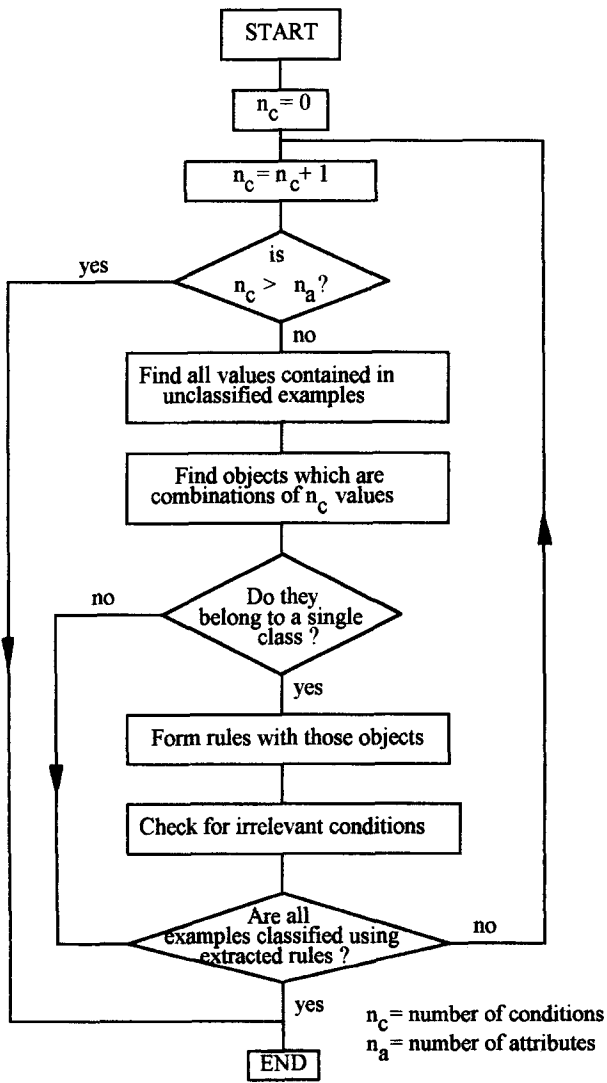 START
n_c = 0
n_c = n_c + 1
is
n_c > n_a ?
yes
no
Find all values contained in
unclassified examples
Find objects which are
combinations of n_c values
Do they
belong to a single
class ?
no
yes
Form rules with those objects
Check for irrelevant conditions
Are all
examples classified using
extracted rules ?
no
yes
n_c = number of conditions
n_a = number of attributes
END